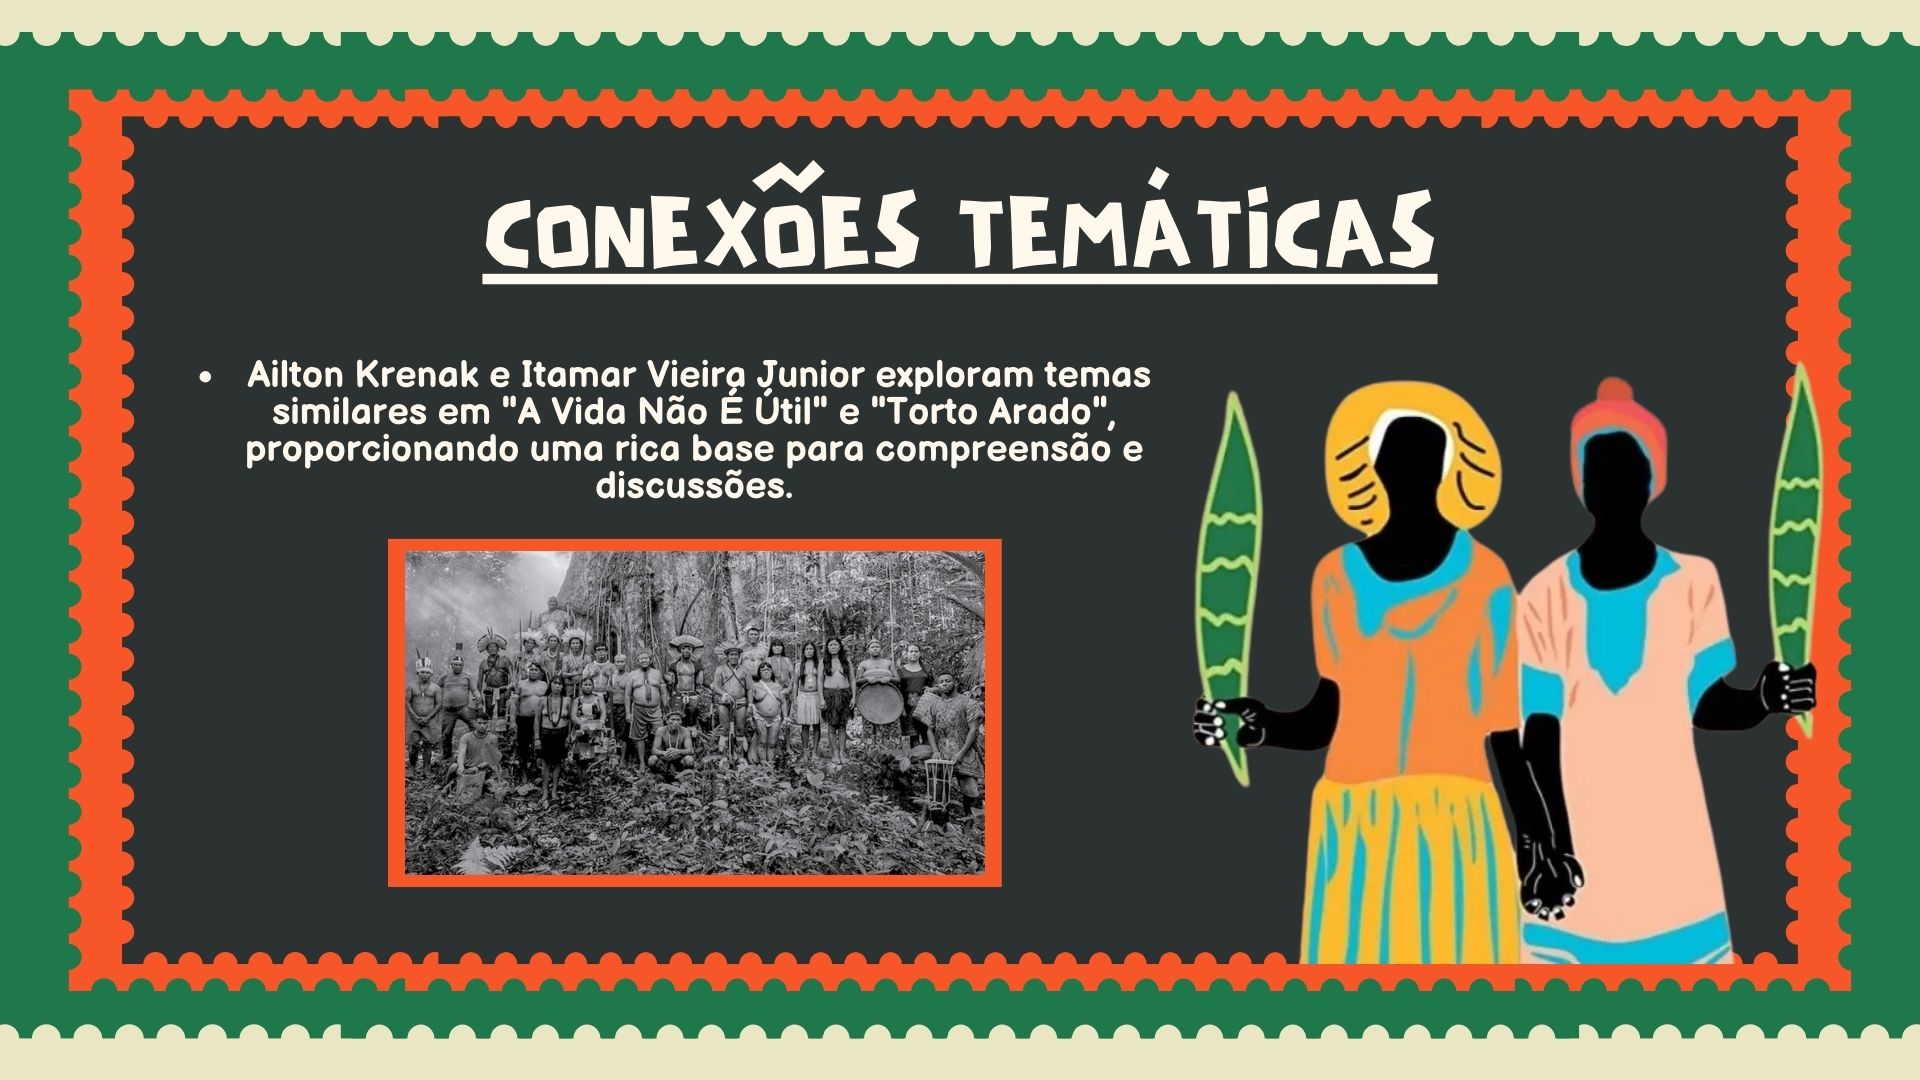 CONEXÕES TEMÁTICAS
• Ailton Krenak e Itamar Vieira Junior exploram temas
similares em "A Vida Não É Útil" e "Torto Arado",
proporcionando uma rica base para compreensão e
discussões.